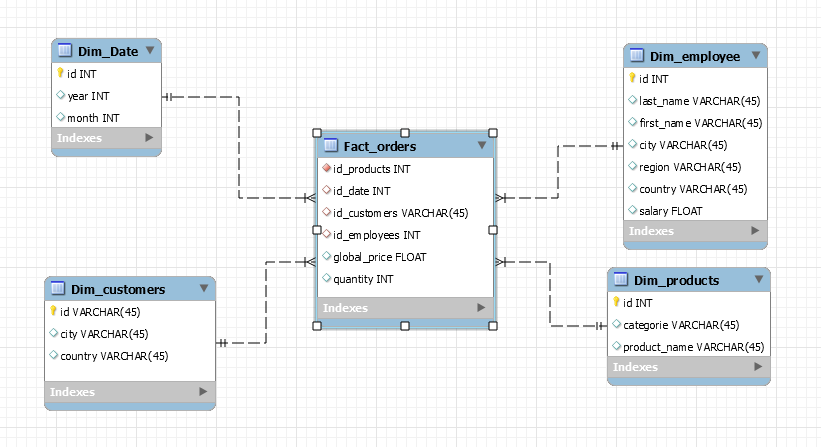 Dim_Date
id INT
year INT
month INT
Indexes
Dim_employee
id INT
last_name VARCHAR(45)
first_name VARCHAR(45)
city VARCHAR(45)
region VARCHAR(45)
country VARCHAR(45)
salary FLOAT
Indexes
Fact_orders
id_products INT
id_date INT
id_customers VARCHAR(45)
id_employees INT
global_price FLOAT
quantity INT
Indexes
Dim_customers
id VARCHAR(45)
city VARCHAR(45)
country VARCHAR(45)
Indexes
Dim_products
id INT
categorie VARCHAR(45)
product_name VARCHAR(45)
Indexes